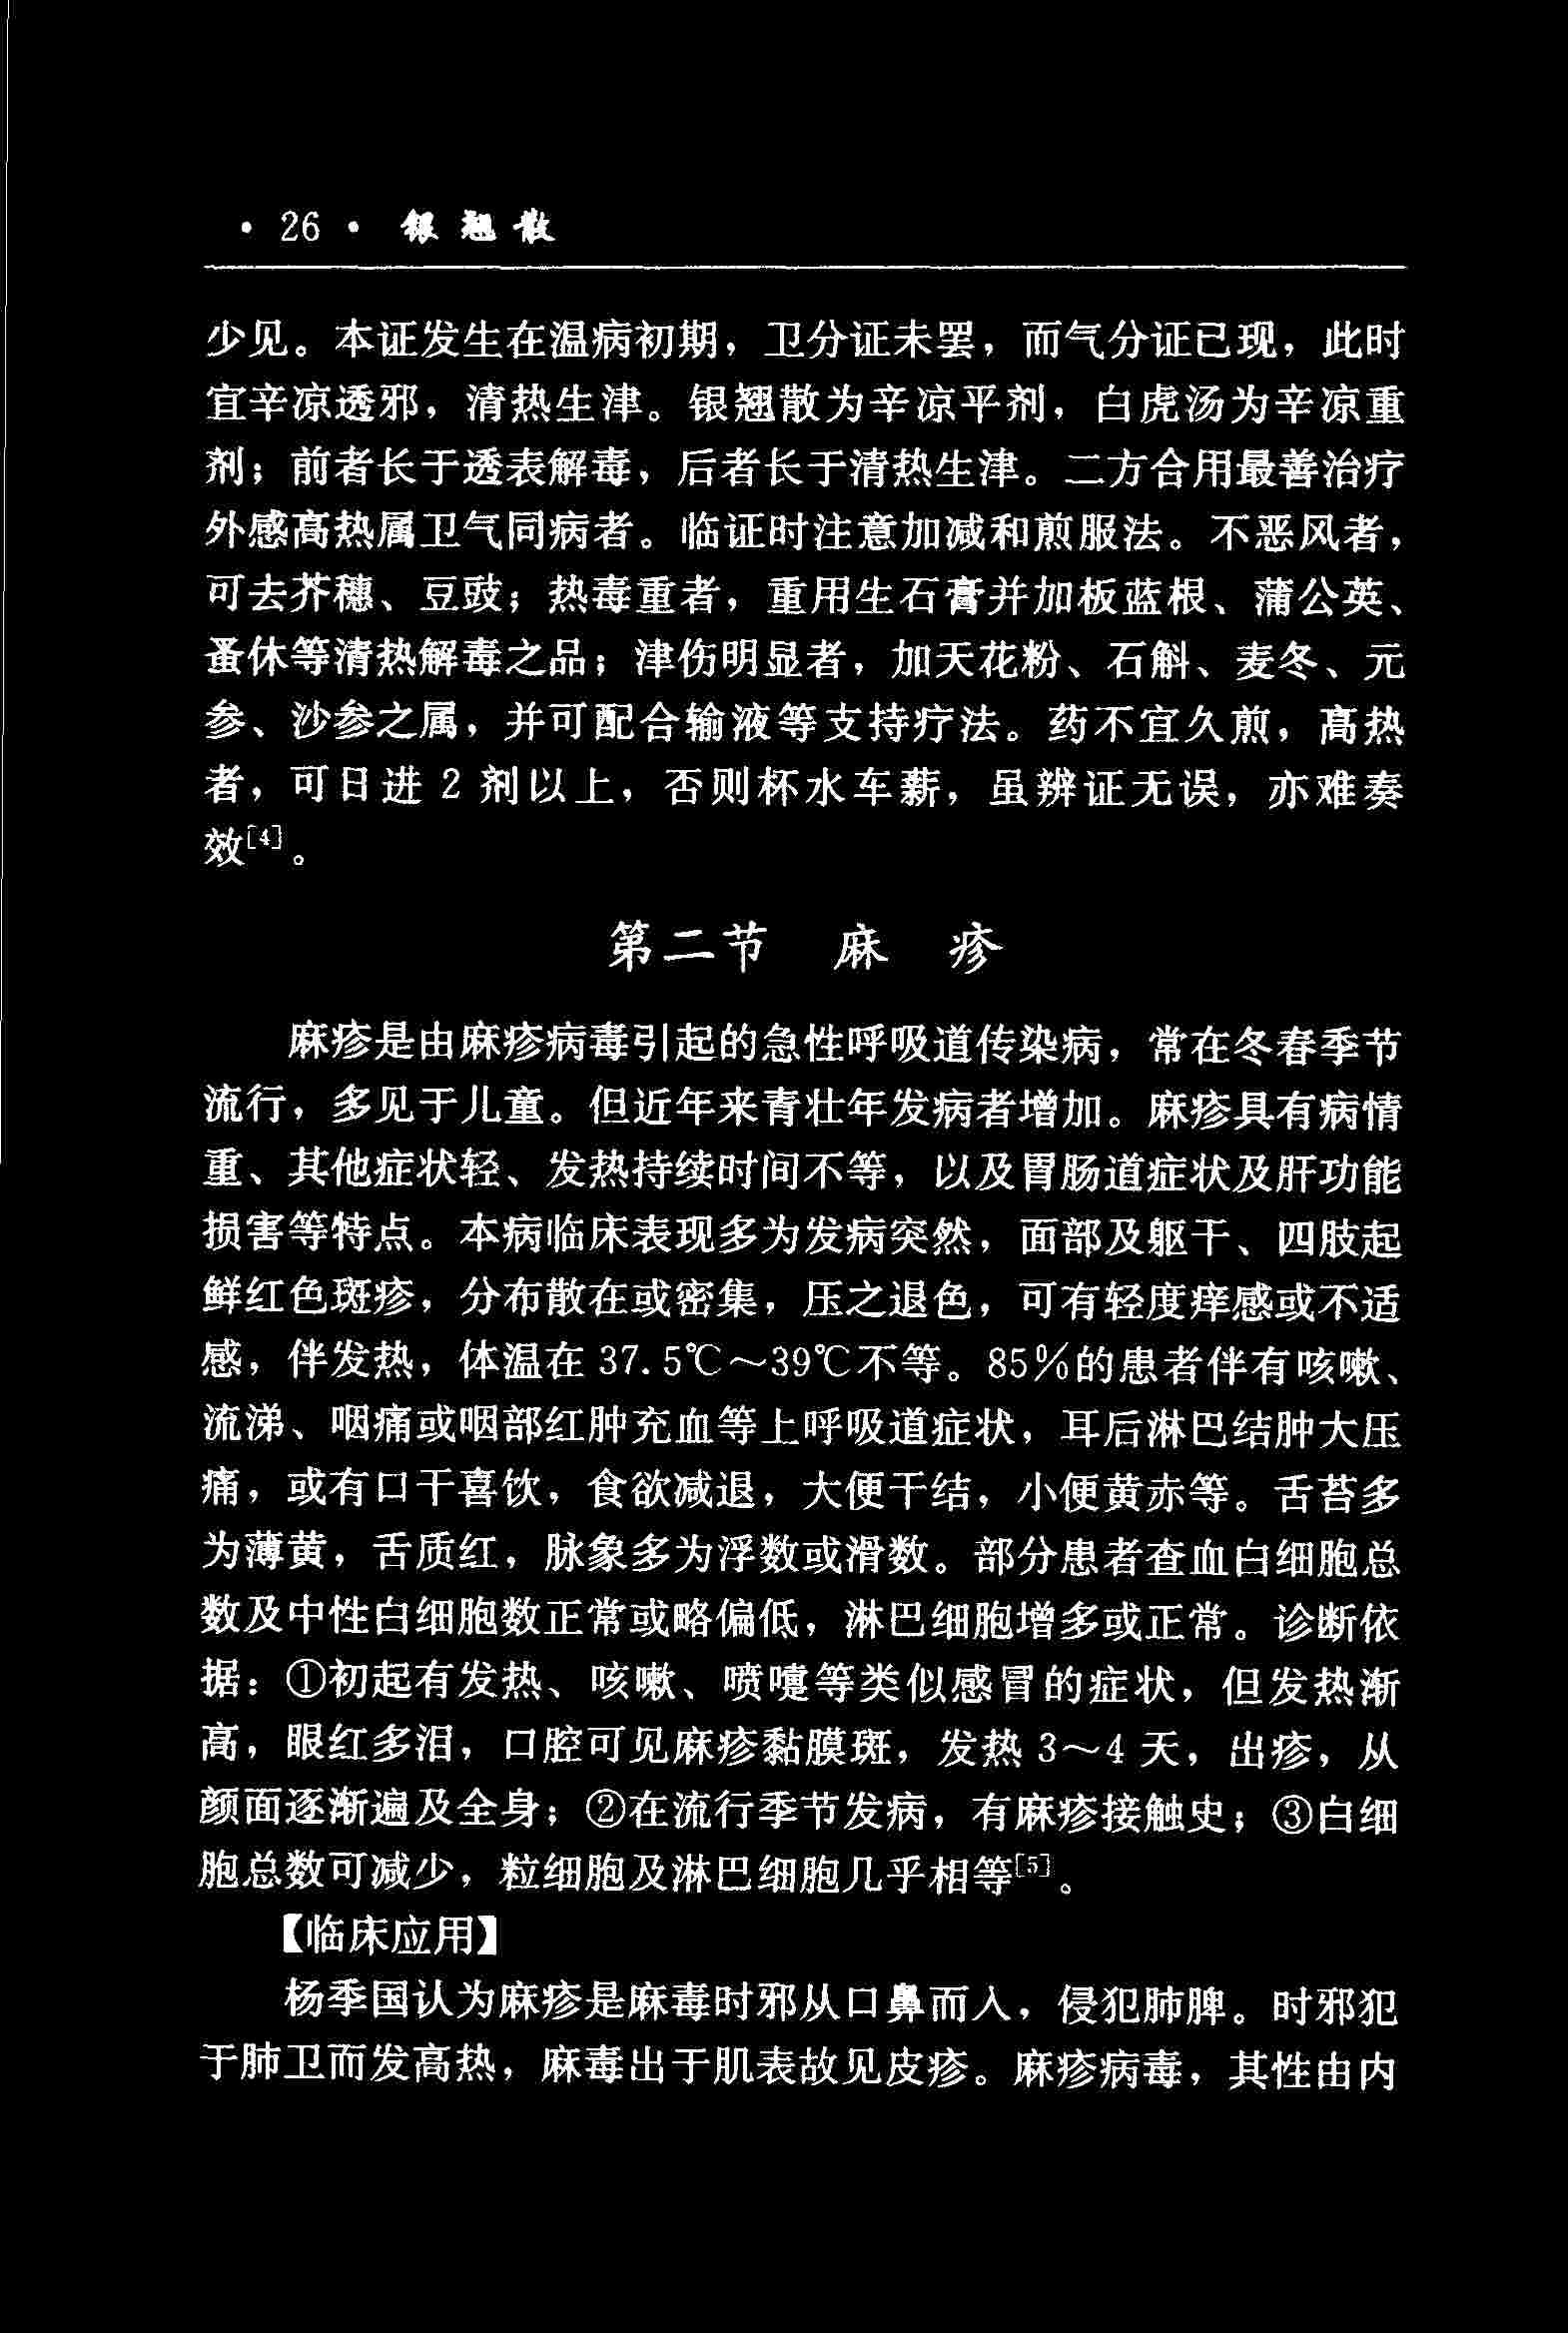 · 26 · 银翘散
少见。本证发生在温病初期，卫分证未罢，而气分证已现，此时
宜辛凉透邪，清热生津。银翘散为辛凉平剂，白虎汤为辛凉重
剂；前者长于透表解毒，后者长于清热生津。二方合用最善治疗
外感高热属卫气同病者。临证时注意加减和煎服法。不恶风者，
可去芥穗、豆豉；热毒重者，重用生石膏并加板蓝根、蒲公英、
蚤休等清热解毒之品；津伤明显者，加天花粉、石斛、麦冬、元
参、沙参之属，并可配合输液等支持疗法。药不宜久煎，高热
者，可日进 2 剂以上，否则杯水车薪，虽辨证无误，亦难奏
效[4]。
第二节 麻 疹
麻疹是由麻疹病毒引起的急性呼吸道传染病，常在冬春季节
流行，多见于儿童。但近年来青壮年发病者增加。麻疹具有病情
重、其他症状轻、发热持续时间不等，以及胃肠道症状及肝功能
损害等特点。本病临床表现多为发病突然，面部及躯干、四肢起
鲜红色斑疹，分布散在或密集，压之退色，可有轻度痒感或不适
感，伴发热，体温在 37.5℃～39℃不等。85％的患者伴有咳嗽、
流涕、咽痛或咽部红肿充血等上呼吸道症状，耳后淋巴结肿大压
痛，或有口干喜饮，食欲减退，大便干结，小便黄赤等。舌苔多
为薄黄，舌质红，脉象多为浮数或滑数。部分患者查血白细胞总
数及中性白细胞数正常或略偏低，淋巴细胞增多或正常。诊断依
据：①初起有发热、咳嗽、喷嚏等类似感冒的症状，但发热渐
高，眼红多泪，口腔可见麻疹黏膜斑，发热 3～4 天，出疹，从
颜面逐渐遍及全身；②在流行季节发病，有麻疹接触史；③白细
胞总数可减少，粒细胞及淋巴细胞几乎相等[5]。
【临床应用】
杨季国认为麻疹是麻毒时邪从口鼻而入，侵犯肺脾。时邪犯
于肺卫而发高热，麻毒出于肌表故见皮疹。麻疹病毒，其性由内